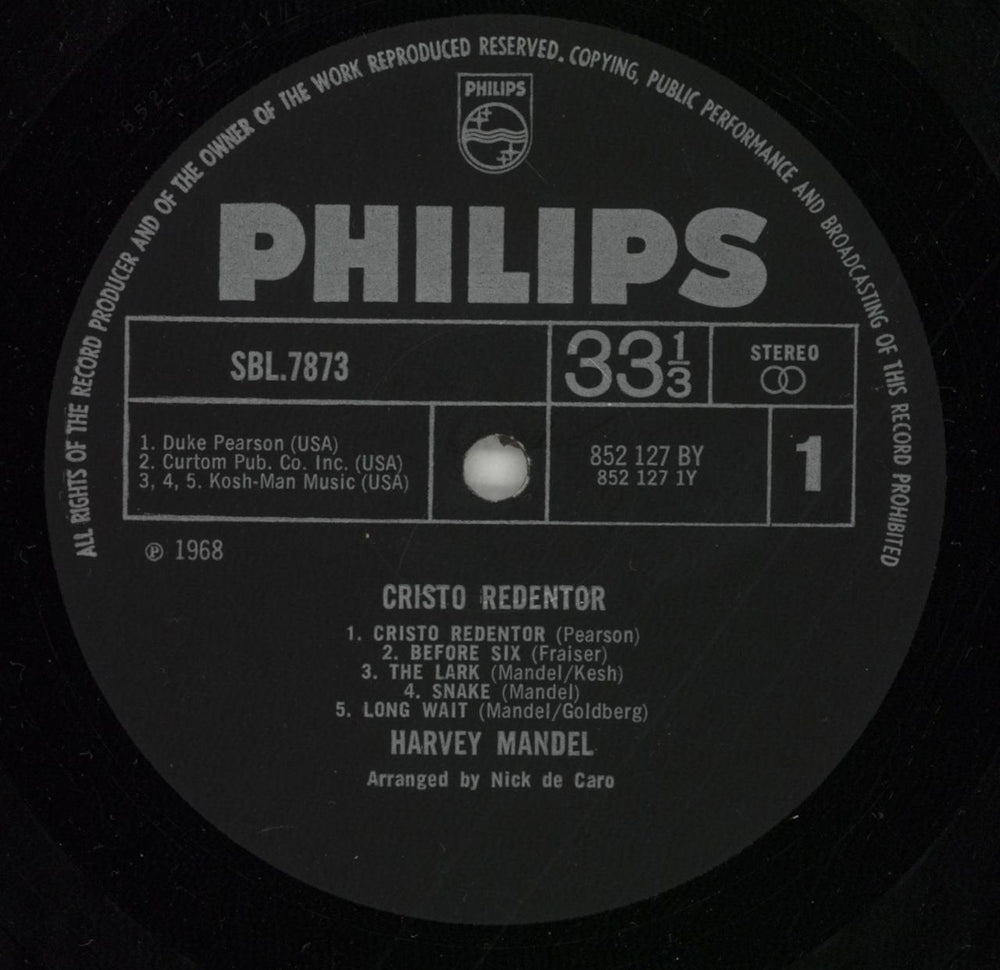 ALL RIGHTS OF THE RECORD PRODUCER AND OF THE OWNER OF THE WORK REPRODUCED RESERVED. COPYING, PUBLIC PERFORMANCE AND BROADCASTING OF THIS RECORD PROHIBITED
PHILIPS
PHILIPS
SBL.7873
33 1/3
STEREO
1. Duke Pearson (USA)
2. Curtom Pub. Co. Inc. (USA)
3, 4, 5. Kosh-Man Music (USA)
852 127 BY
852 127 1Y
1
℗ 1968
CRISTO REDENTOR
1. CRISTO REDENTOR (Pearson)
2. BEFORE SIX (Fraiser)
3. THE LARK (Mandel/Kesh)
4. SNAKE (Mandel)
5. LONG WAIT (Mandel/Goldberg)
HARVEY MANDEL
Arranged by Nick de Caro